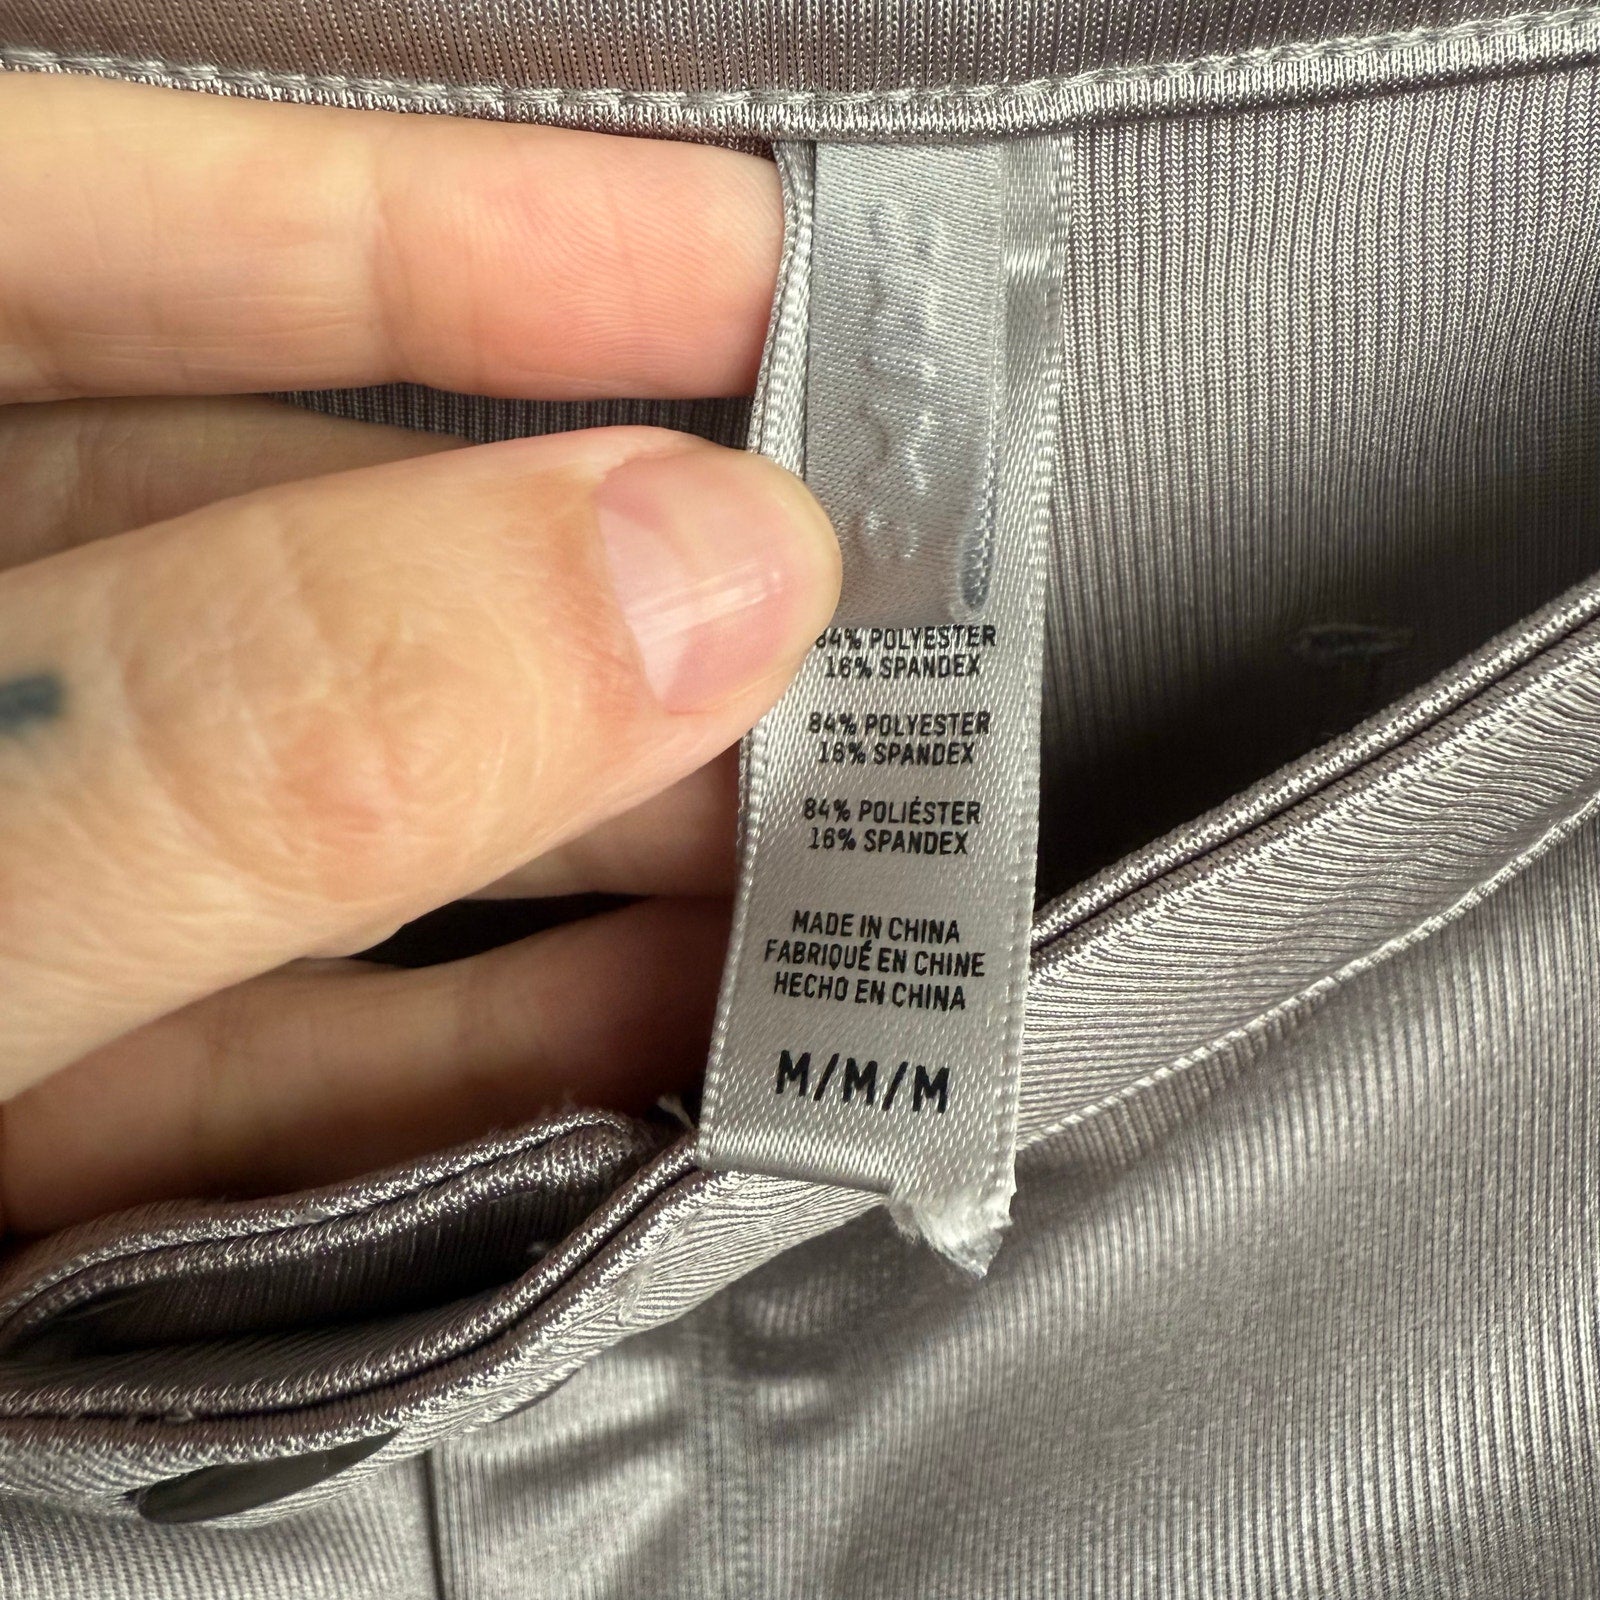 84% POLYESTER
16% SPANDEX
84% POLYESTER
16% SPANDEX
84% POLIÉSTER
16% SPANDEX
MADE IN CHINA
FABRIQUÉ EN CHINE
HECHO EN CHINA
M/M/M